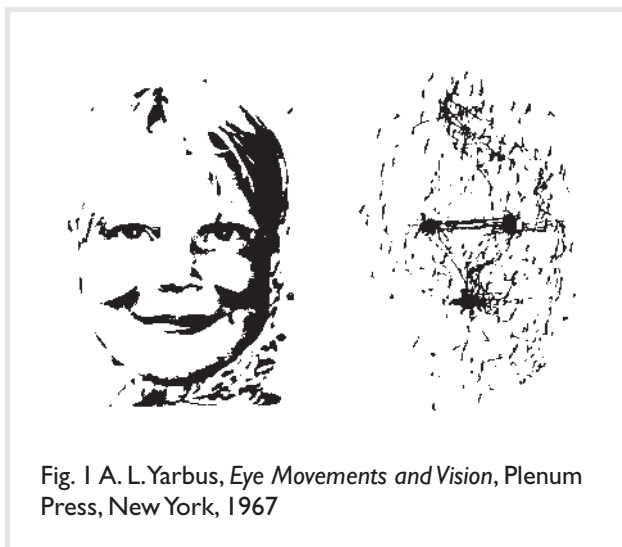 Fig. 1 A. L. Yarbus, Eye Movements and Vision, Plenum
Press, New York, 1967